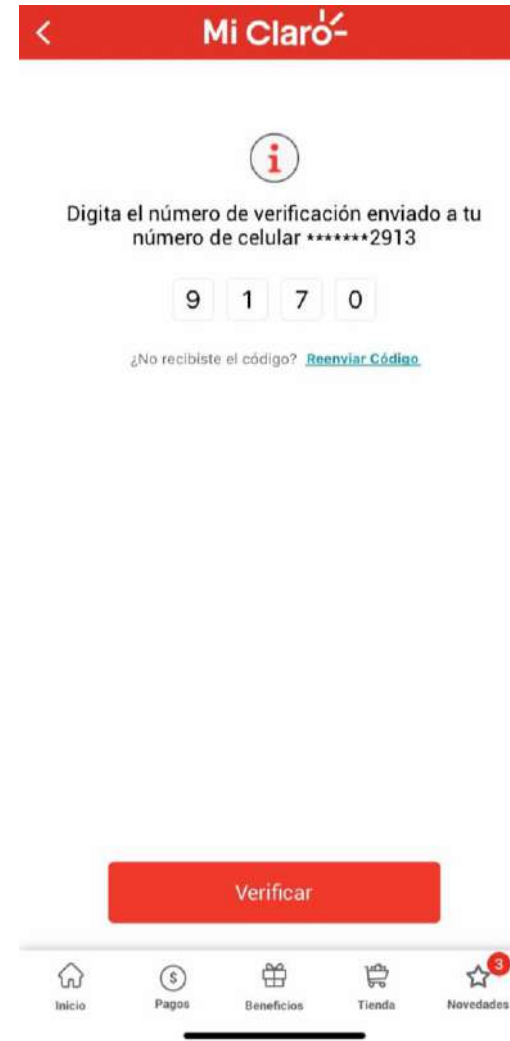 Mi Claro
Digita el número de verificación enviado a tu
número de celular *******2913
9 1 7 0
¿No recibiste el código? Reenviar Código
Verificar
3
Inicio Pagos Beneficios Tienda Novedades